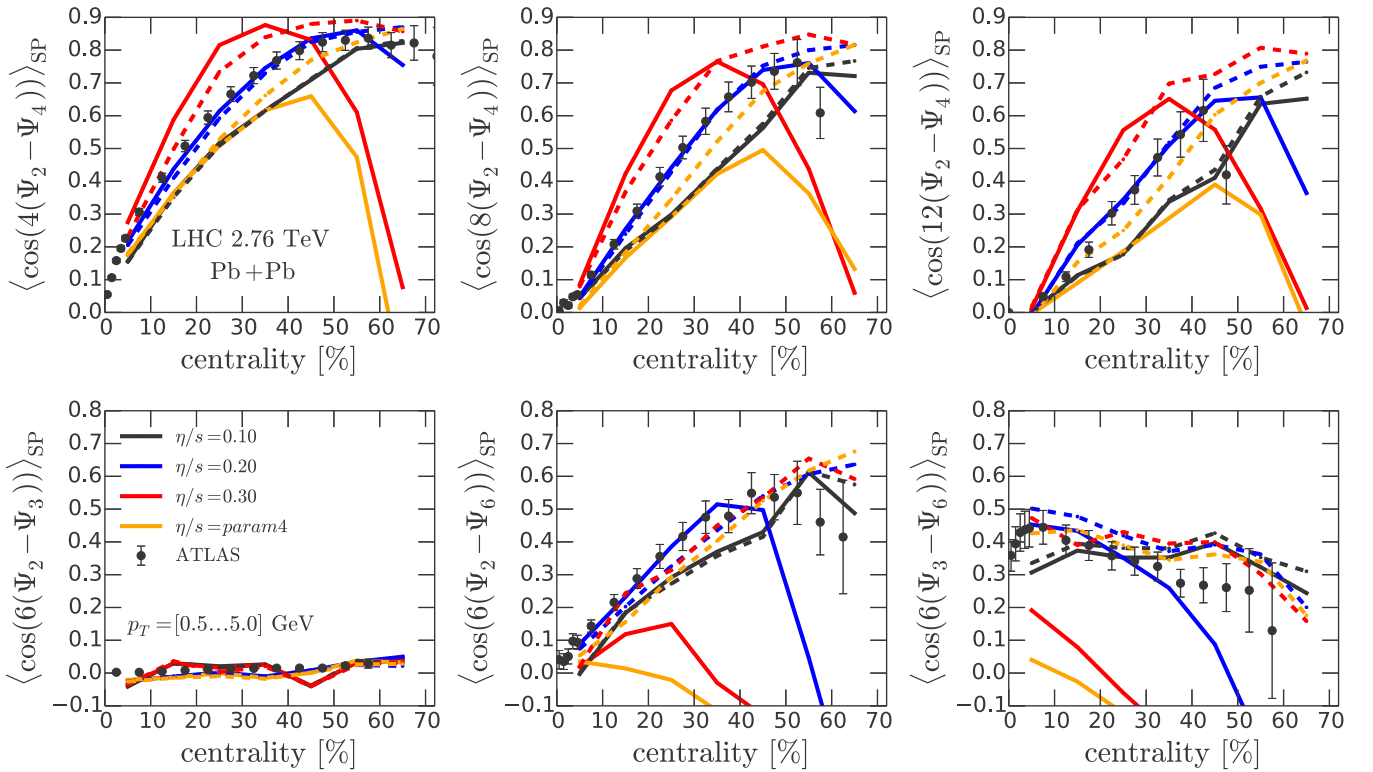 ⟨cos(4(Ψ₂−Ψ₄))⟩SP
0.9
0.8
0.7
0.6
0.5
0.4
0.3
0.2
0.1
0.0
LHC 2.76 TeV
Pb+Pb
0 10 20 30 40 50 60 70
centrality [%]
⟨cos(8(Ψ₂−Ψ₄))⟩SP
0.9
0.8
0.7
0.6
0.5
0.4
0.3
0.2
0.1
0.0
0 10 20 30 40 50 60 70
centrality [%]
⟨cos(12(Ψ₂−Ψ₄))⟩SP
0.9
0.8
0.7
0.6
0.5
0.4
0.3
0.2
0.1
0.0
0 10 20 30 40 50 60 70
centrality [%]
⟨cos(6(Ψ₂−Ψ₃))⟩SP
0.8
0.7
0.6
0.5
0.4
0.3
0.2
0.1
0.0
−0.1
η/s=0.10
η/s=0.20
η/s=0.30
η/s=param4
ATLAS
pT=[0.5...5.0] GeV
0 10 20 30 40 50 60 70
centrality [%]
⟨cos(6(Ψ₂−Ψ₆))⟩SP
0.8
0.7
0.6
0.5
0.4
0.3
0.2
0.1
0.0
−0.1
0 10 20 30 40 50 60 70
centrality [%]
⟨cos(6(Ψ₃−Ψ₆))⟩SP
0.8
0.7
0.6
0.5
0.4
0.3
0.2
0.1
0.0
−0.1
0 10 20 30 40 50 60 70
centrality [%]